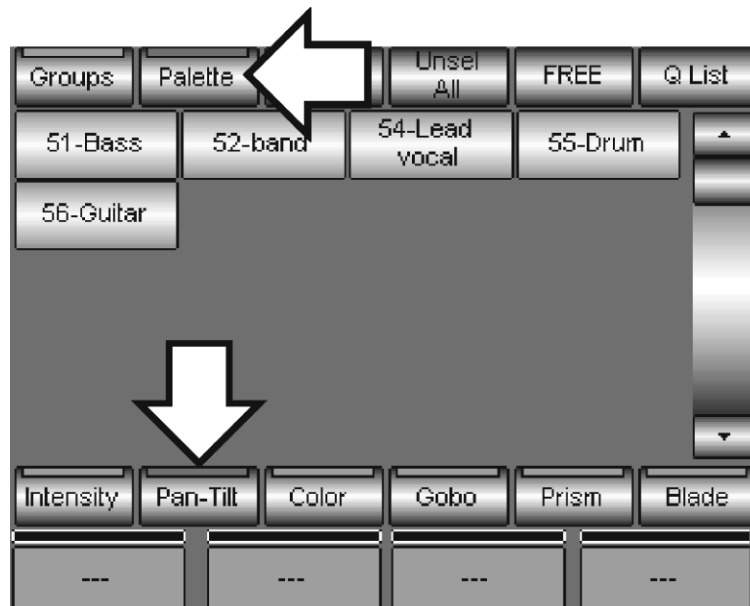 Groups
Palette
Unsel
All
FREE
Q List
51-Bass
52-band
54-Lead
vocal
55-Drum
56-Guitar
Intensity
Pan-Tilt
Color
Gobo
Prism
Blade
---
---
---
---